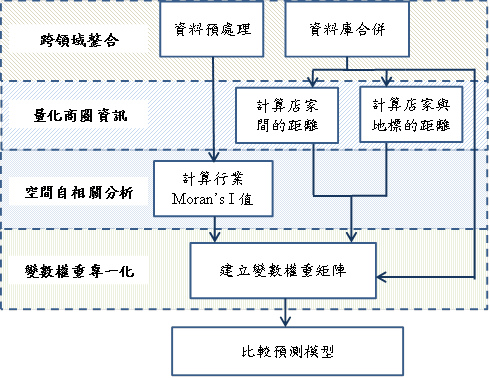 跨領域整合
資料預處理
資料庫合併
量化商圈資訊
計算店家
間的距離
計算店家與
地標的距離
空間自相關分析
計算行業
Moran's I 值
變數權重專一化
建立變數權重矩陣
比較預測模型